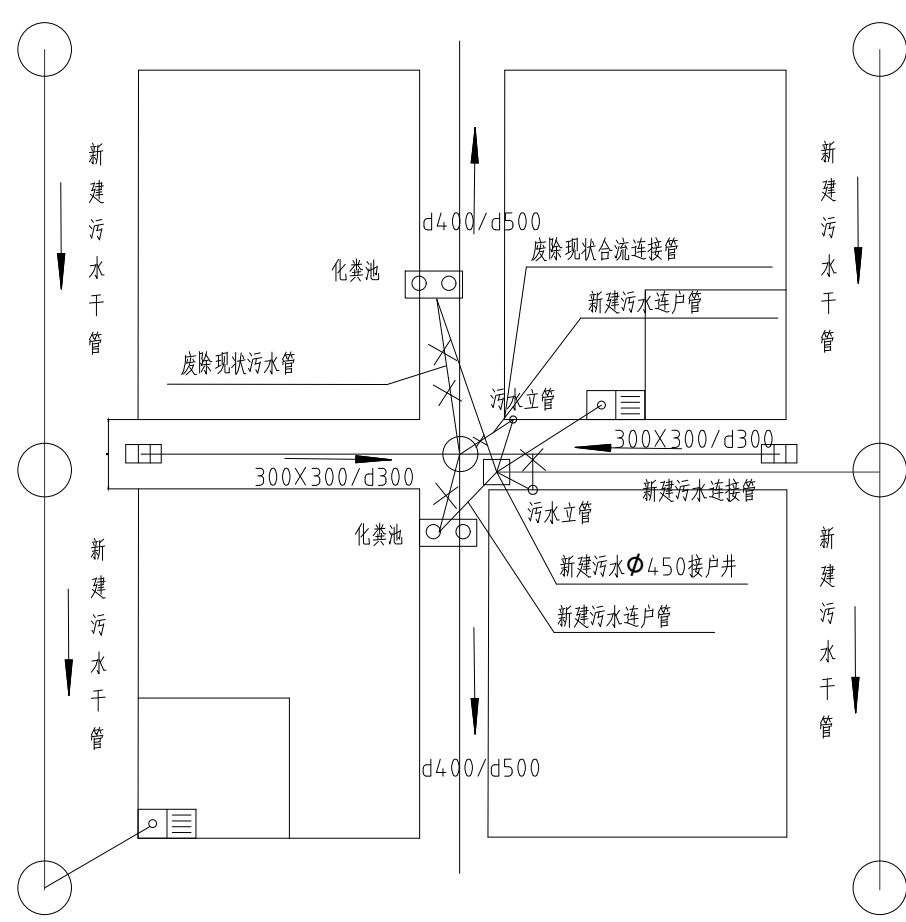 新建污水干管
新建污水干管
d400/d500
废除现状合流连接管
化粪池
新建污水连户管
废除现状污水管
污水立管
300X300/d300
300X300/d300
新建污水连接管
污水立管
化粪池
新建污水Φ450接户井
新建污水连户管
新建污水干管
新建污水干管
d400/d500